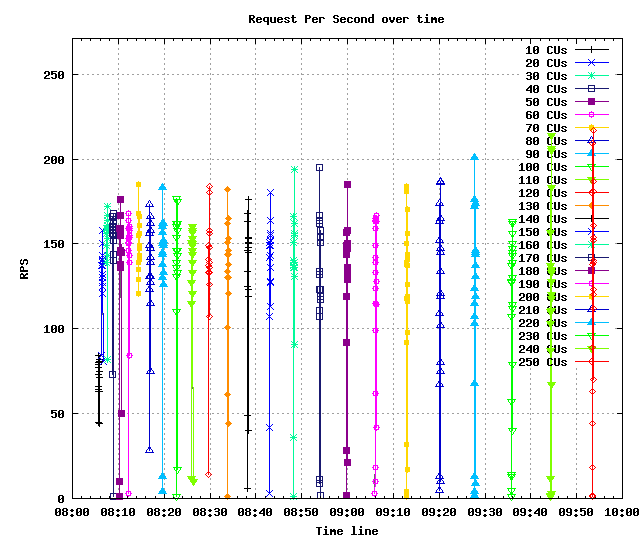 Request Per Second over time
RPS
250
200
150
100
50
0
08:00 08:10 08:20 08:30 08:40 08:50 09:00 09:10 09:20 09:30 09:40 09:50 10:00
Time line
10 CUs
20 CUs
30 CUs
40 CUs
50 CUs
60 CUs
70 CUs
80 CUs
90 CUs
100 CUs
110 CUs
120 CUs
130 CUs
140 CUs
150 CUs
160 CUs
170 CUs
180 CUs
190 CUs
200 CUs
210 CUs
220 CUs
230 CUs
240 CUs
250 CUs